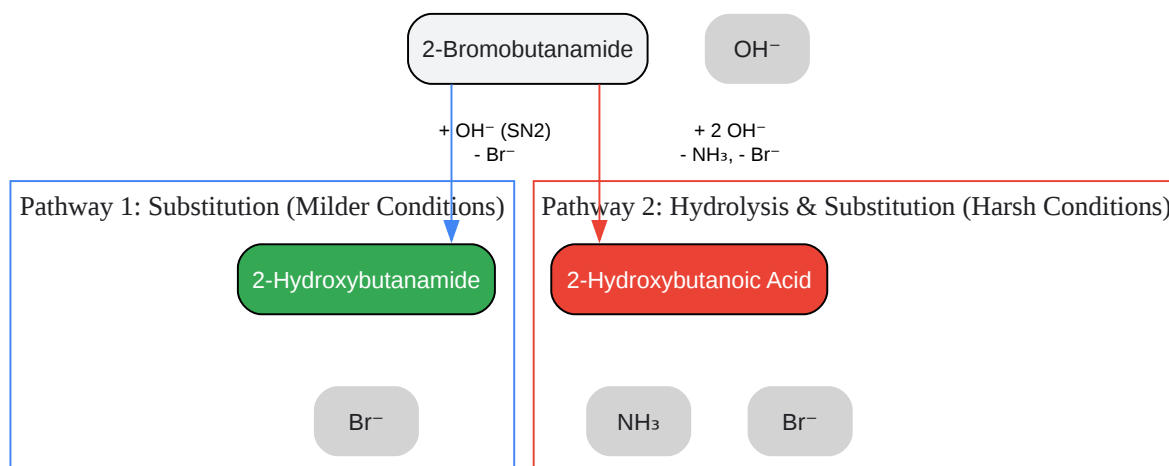 2-Bromobutanamide
OH⁻
+ OH⁻ (SN2)
- Br⁻
+ 2 OH⁻
- NH₃, - Br⁻
Pathway 1: Substitution (Milder Conditions)
Pathway 2: Hydrolysis & Substitution (Harsh Conditions)
2-Hydroxybutanamide
2-Hydroxybutanoic Acid
Br⁻
NH₃
Br⁻